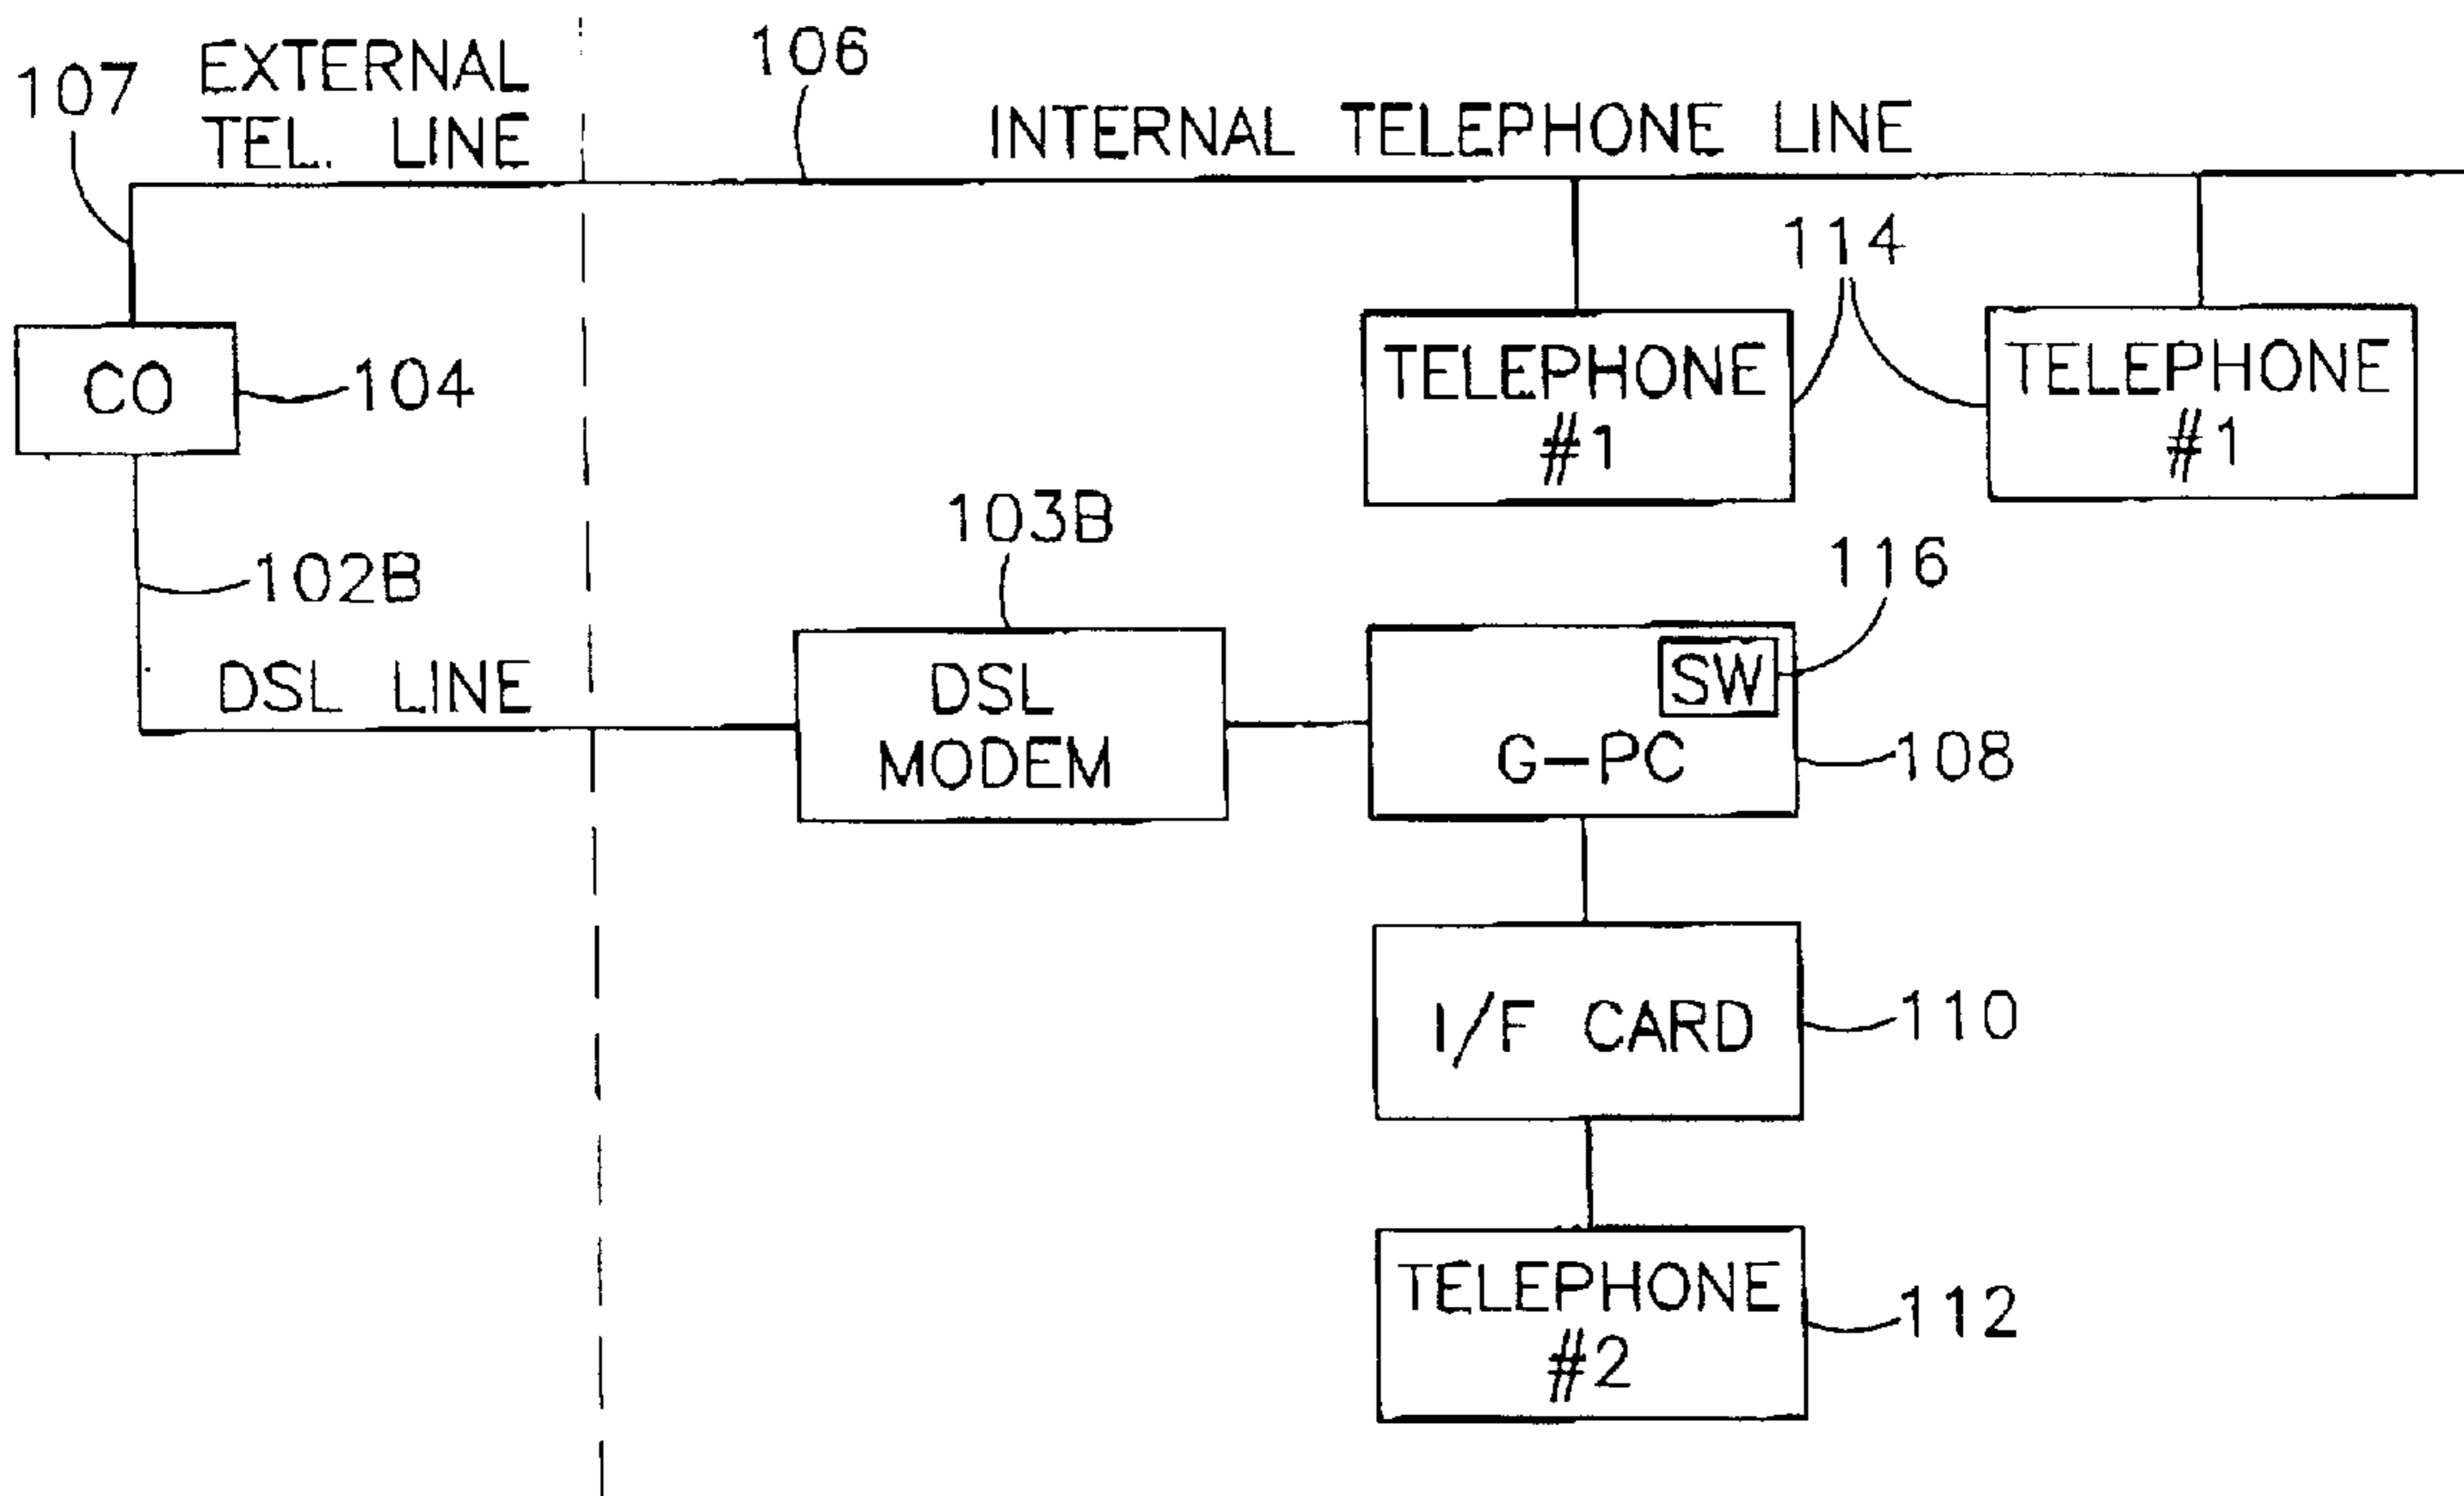 107
EXTERNAL
TEL. LINE
106
INTERNAL TELEPHONE LINE
114
CO
104
TELEPHONE
#1
TELEPHONE
#1
102B
103B
116
DSL LINE
DSL
MODEM
SW
G-PC
108
I/F CARD
110
TELEPHONE
#2
112